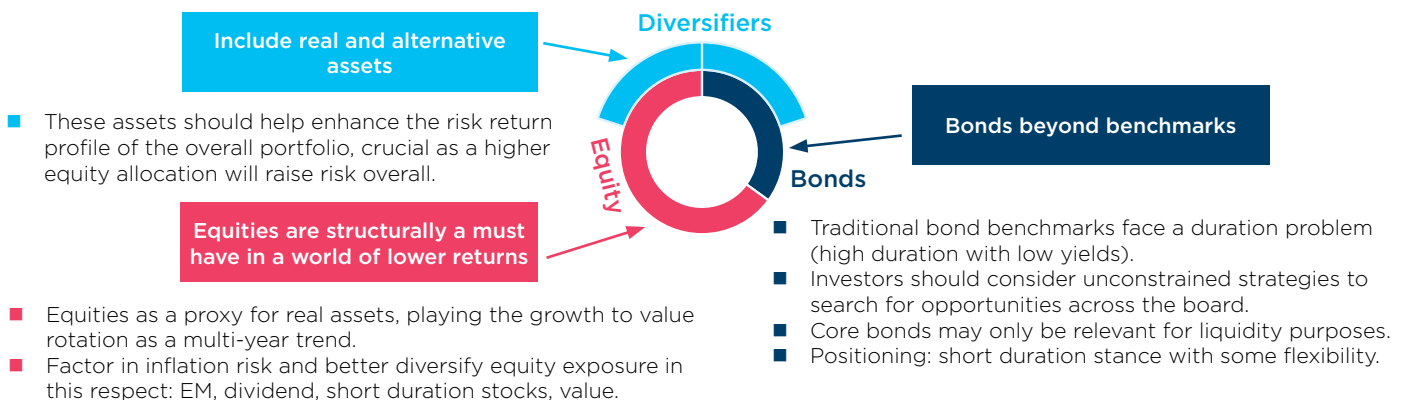 Diversifiers
Include real and alternative
assets
■ These assets should help enhance the risk return
profile of the overall portfolio, crucial as a higher
equity allocation will raise risk overall.
Equity
Equities are structurally a must
have in a world of lower returns
■ Equities as a proxy for real assets, playing the growth to value
rotation as a multi-year trend.
■ Factor in inflation risk and better diversify equity exposure in
this respect: EM, dividend, short duration stocks, value.
Bonds beyond benchmarks
Bonds
■ Traditional bond benchmarks face a duration problem
(high duration with low yields).
■ Investors should consider unconstrained strategies to
search for opportunities across the board.
■ Core bonds may only be relevant for liquidity purposes.
■ Positioning: short duration stance with some flexibility.